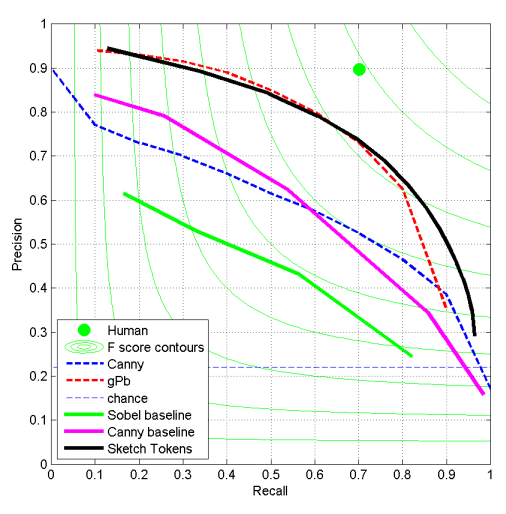 1
0.9
0.8
0.7
0.6
0.5
0.4
0.3
0.2
0.1
0
Precision
Human
F score contours
Canny
gPb
chance
Sobel baseline
Canny baseline
Sketch Tokens
0 0.1 0.2 0.3 0.4 0.5 0.6 0.7 0.8 0.9 1
Recall